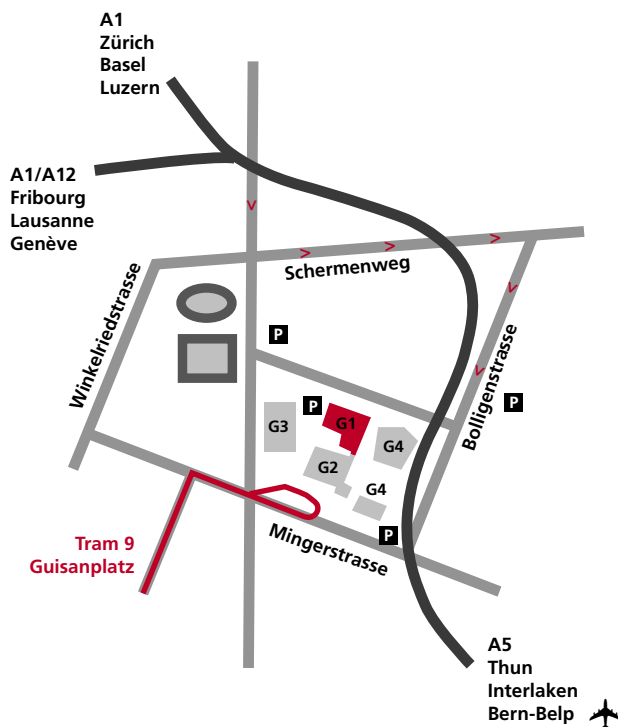 A1
Zürich
Basel
Luzern
A1/A12
Fribourg
Lausanne
Genève
Schermenweg
Winkelriedstrasse
P
Bolligenstrasse
P
P
G1
G3
G4
G2
G4
P
Mingerstrasse
Tram 9
Guisanplatz
A5
Thun
Interlaken
Bern-Belp